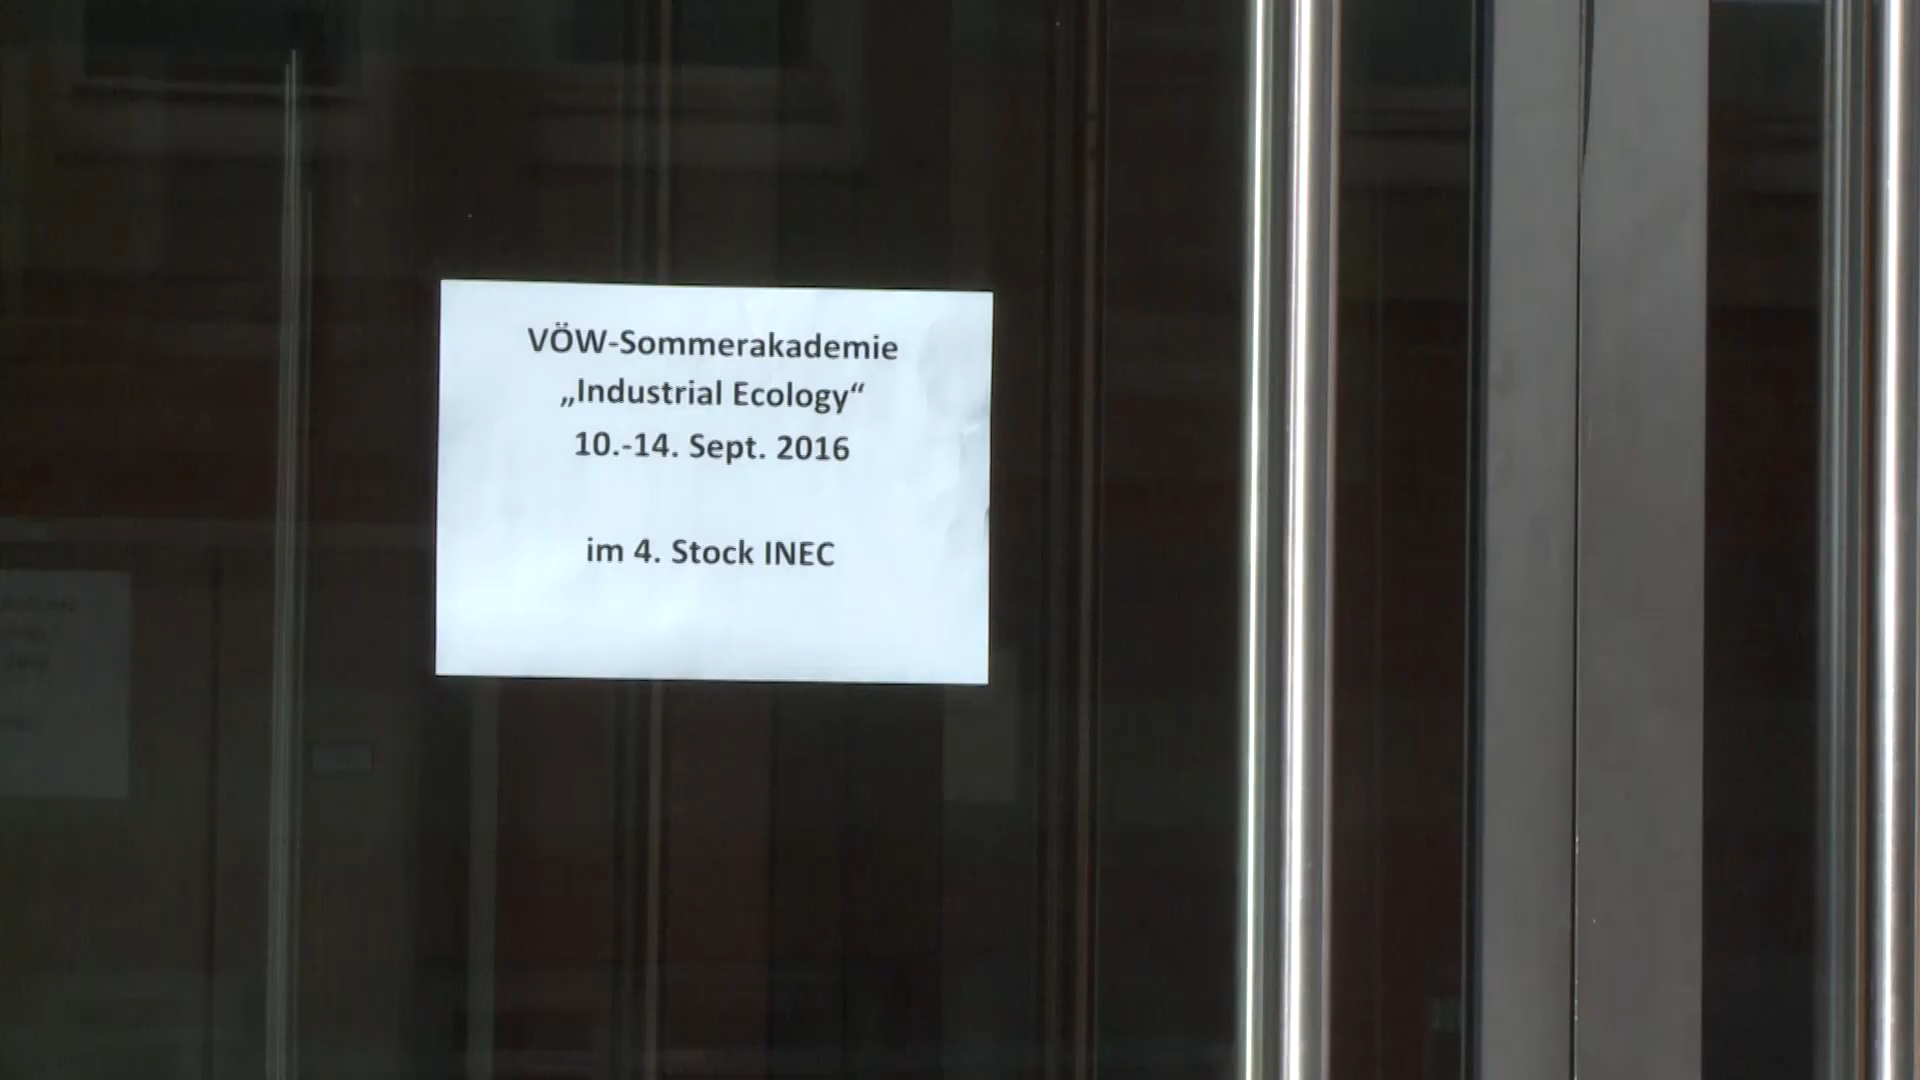 VÖW-Sommerakademie
„Industrial Ecology“
10.-14. Sept. 2016
im 4. Stock INEC